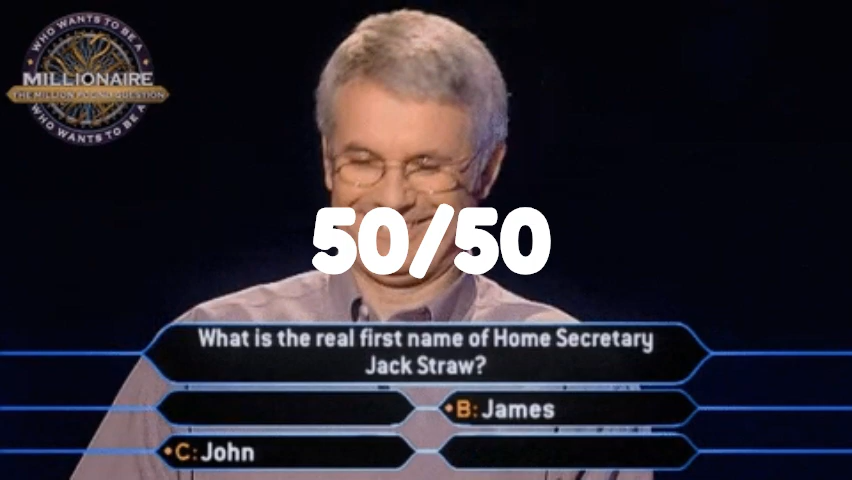 WHO WANTS TO BE A
MILLIONAIRE
THE MILLION POUND QUESTION
WHO WANTS TO BE A
50/50
What is the real first name of Home Secretary
Jack Straw?
•B: James
•C: John